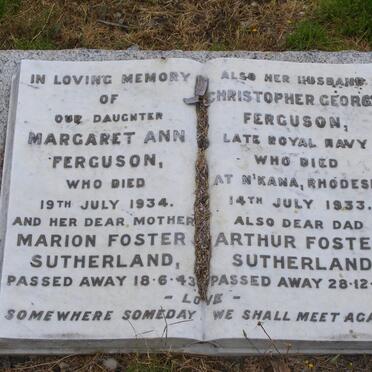 IN LOVING MEMORY
OF
OUR DAUGHTER
MARGARET ANN
FERGUSON,
WHO DIED
19TH JULY 1934.
AND HER DEAR MOTHER
MARION FOSTER
SUTHERLAND,
PASSED AWAY 18-6-43
ALSO HER HUSBAND
CHRISTOPHER GEORG
FERGUSON,
LATE ROYAL NAVY
WHO DIED
AT N'KANA, RHODES
14TH JULY 1933.
ALSO DEAR DAD
ARTHUR FOSTE
SUTHERLAND
PASSED AWAY 28-12-
- LOVE -
SOMEWHERE SOMEDAY WE SHALL MEET AGA